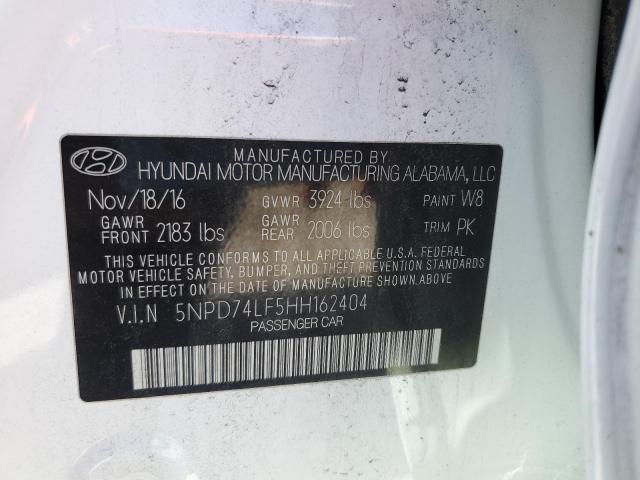 MANUFACTURED BY
HYUNDAI MOTOR MANUFACTURING ALABAMA, LLC
Nov/18/16 GVWR 3924 lbs PAINT W8
GAWR FRONT 2183 lbs GAWR REAR 2006 lbs TRIM PK
THIS VEHICLE CONFORMS TO ALL APPLICABLE U.S.A. FEDERAL
MOTOR VEHICLE SAFETY, BUMPER, AND THEFT PREVENTION
STANDARDS IN EFFECT ON THE DATE OF MANUFACTURE SHOWN ABOVE
V.I.N 5NPD74LF5HH162404
PASSENGER CAR